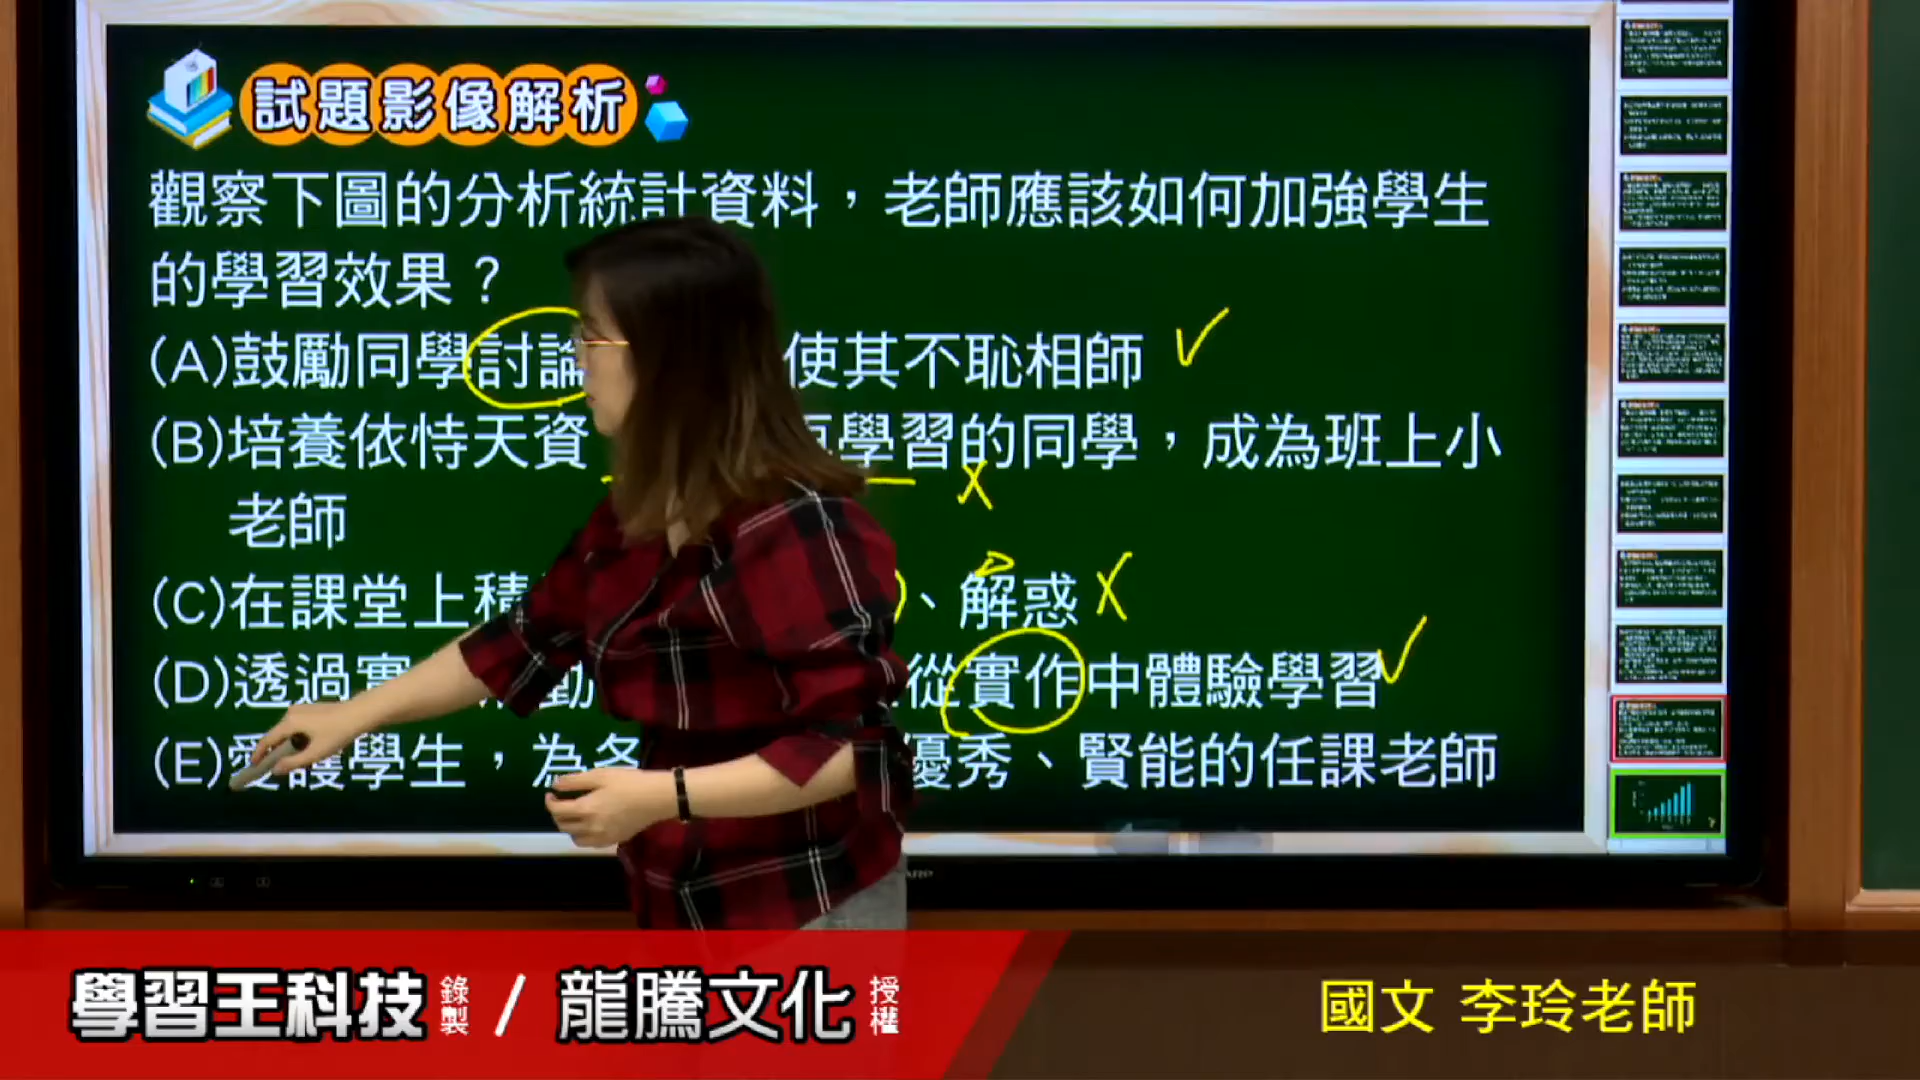 試題影像解析
觀察下圖的分析統計資料，老師應該如何加強學生
的學習效果？
(A)鼓勵同學討論 使其不恥相師
(B)培養依恃天資 再學習的同學，成為班上小
老師
(C)在課堂上積 、解惑
(D)透過實 動 從實作中體驗學習
(E)愛護學生，為各 優秀、賢能的任課老師
學習王科技 錄製 / 龍騰文化 授權
國文 李玲老師